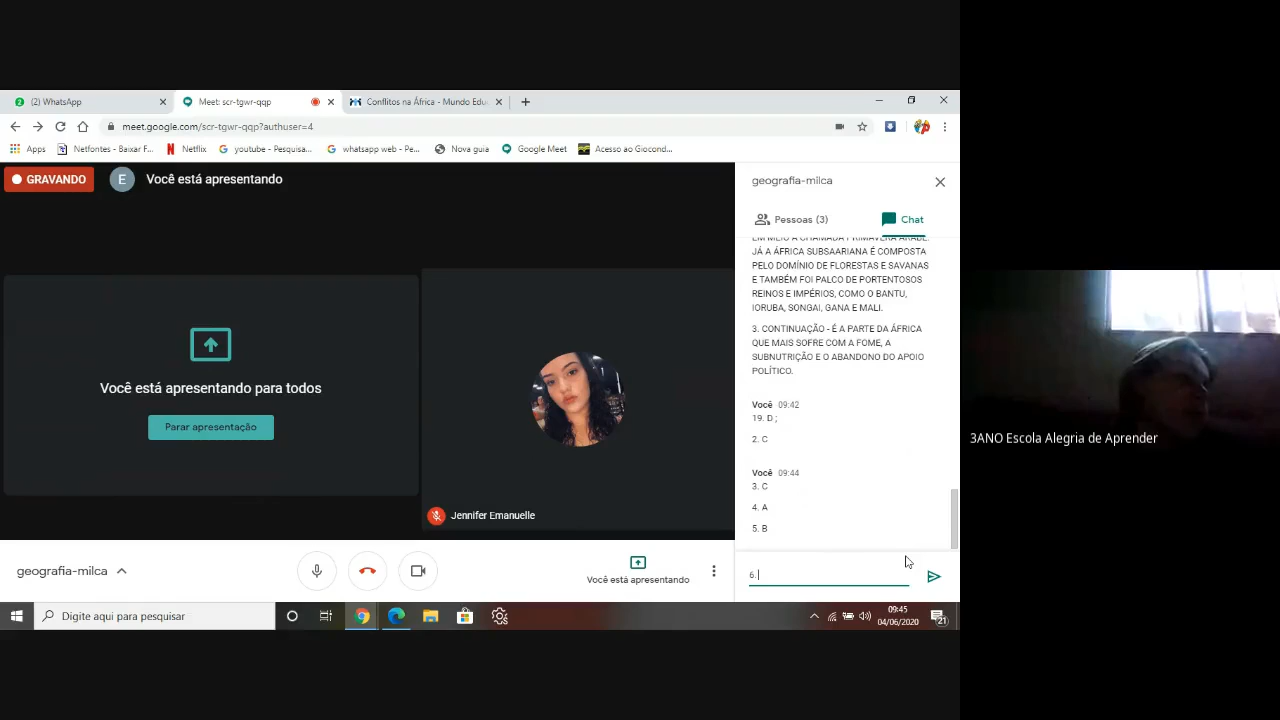 (2) WhatsApp
Meet: scr-tgwr-qqp
Conflitos na África - Mundo Edu
meet.google.com/scr-tgwr-qqp?authuser=4
Apps
Netfontes - Baixar F...
Netflix
youtube - Pesquisa...
whatsapp web - Pe...
Nova guia
Google Meet
Acesso ao Giocond...
GRAVANDO
E
Você está apresentando
geografia-milca
Pessoas (3)
Chat
EM MEIO A CHAMADA PRIMAVERA ÁRABE.
JÁ A ÁFRICA SUBSAARIANA É COMPOSTA
PELO DOMÍNIO DE FLORESTAS E SAVANAS
E TAMBÉM FOI PALCO DE PORTENTOSOS
REINOS E IMPÉRIOS, COMO O BANTU,
IORUBA, SONGAI, GANA E MALI.
3. CONTINUAÇÃO - É A PARTE DA ÁFRICA
QUE MAIS SOFRE COM A FOME, A
SUBNUTRIÇÃO E O ABANDONO DO APOIO
POLÍTICO.
Você 09:42
19. D ;
2. C
Você 09:44
3. C
4. A
5. B
6.
Você está apresentando para todos
Parar apresentação
Jennifer Emanuelle
geografia-milca
Você está apresentando
Digite aqui para pesquisar
09:45
04/06/2020
21
3ANO Escola Alegria de Aprender